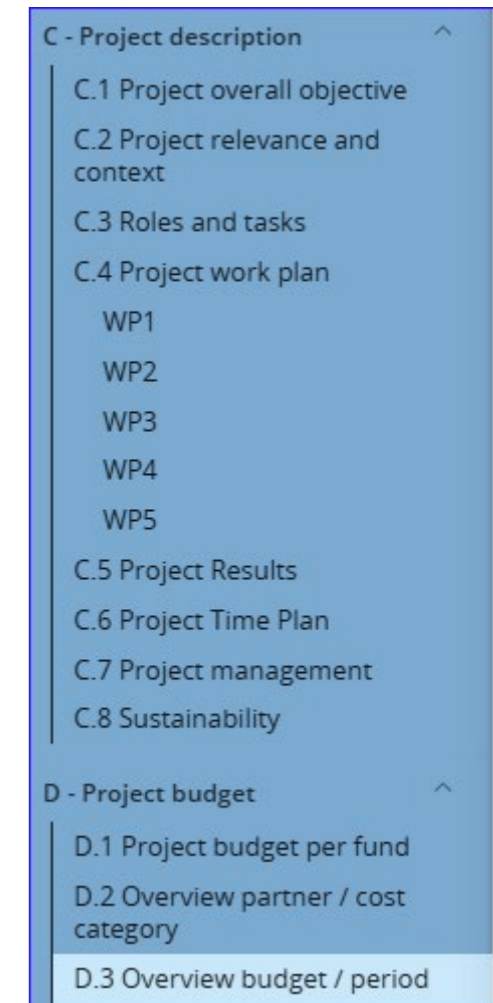 C - Project description
C.1 Project overall objective
C.2 Project relevance and
context
C.3 Roles and tasks
C.4 Project work plan
WP1
WP2
WP3
WP4
WP5
C.5 Project Results
C.6 Project Time Plan
C.7 Project management
C.8 Sustainability
D - Project budget
D.1 Project budget per fund
D.2 Overview partner / cost
category
D.3 Overview budget / period